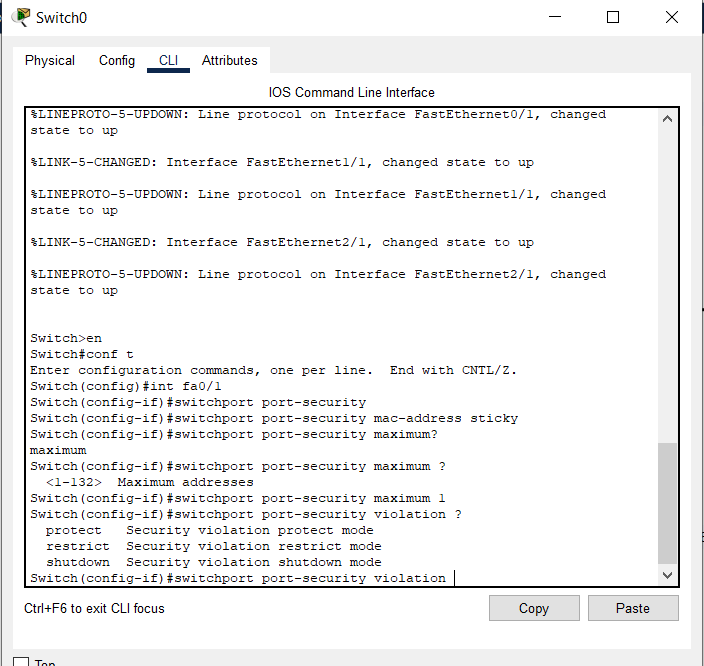 Switch0
Physical Config CLI Attributes
IOS Command Line Interface
%LINEPROTO-5-UPDOWN: Line protocol on Interface FastEthernet0/1, changed
state to up
%LINK-5-CHANGED: Interface FastEthernet1/1, changed state to up
%LINEPROTO-5-UPDOWN: Line protocol on Interface FastEthernet1/1, changed
state to up
%LINK-5-CHANGED: Interface FastEthernet2/1, changed state to up
%LINEPROTO-5-UPDOWN: Line protocol on Interface FastEthernet2/1, changed
state to up
Switch>en
Switch#conf t
Enter configuration commands, one per line.  End with CNTL/Z.
Switch(config)#int fa0/1
Switch(config-if)#switchport port-security
Switch(config-if)#switchport port-security mac-address sticky
Switch(config-if)#switchport port-security maximum?
maximum
Switch(config-if)#switchport port-security maximum ?
  <1-132>  Maximum addresses
Switch(config-if)#switchport port-security maximum 1
Switch(config-if)#switchport port-security violation ?
  protect   Security violation protect mode
  restrict  Security violation restrict mode
  shutdown  Security violation shutdown mode
Switch(config-if)#switchport port-security violation
Ctrl+F6 to exit CLI focus
Copy Paste
Top